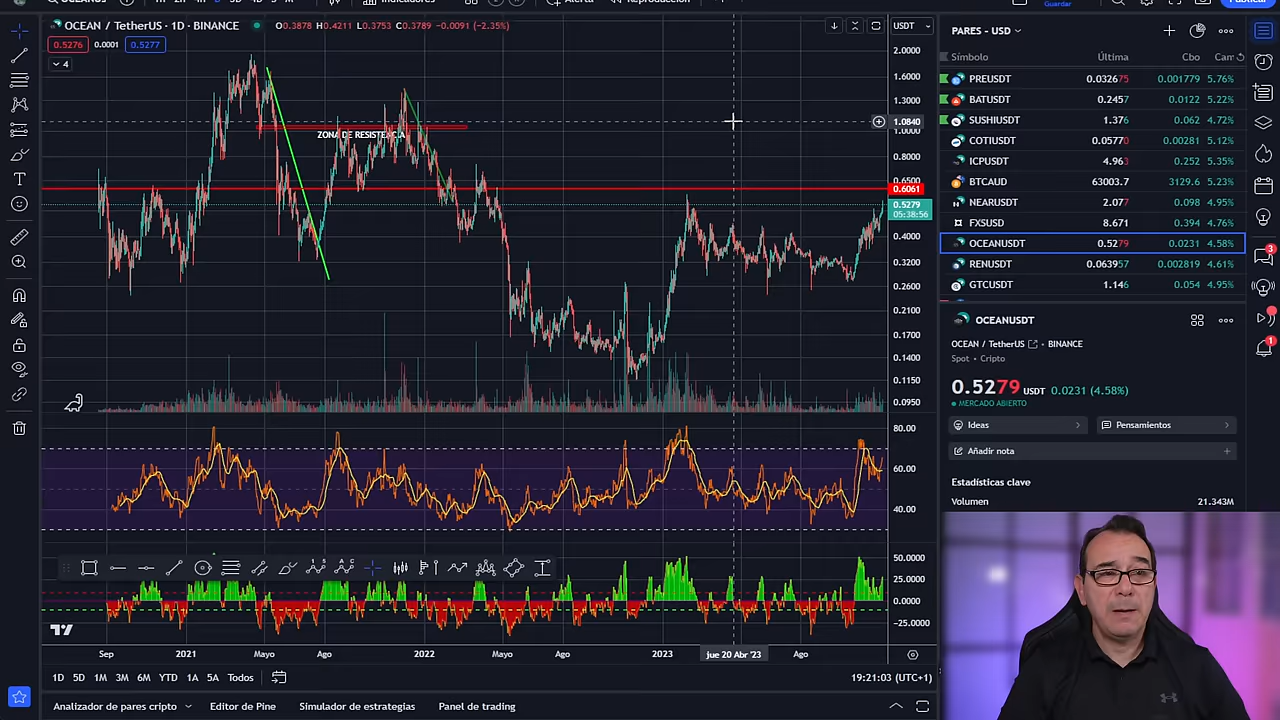 OCEAN / TetherUS · 1D · BINANCE
O0.3878 H0.4211 L0.3753 C0.3789 -0.0091 (-2.35%)
0.5276 0.0001 0.5277
4
USDT
2.0000
1.6000
1.3000
1.0840
1.0000
0.8000
0.6500
0.6061
0.5279
05:38:56
0.4000
0.3200
0.2600
0.2100
0.1700
0.1400
0.1150
0.0950
ZONA DE RESISTENCIA
80.00
60.00
40.00
50.0000
25.0000
0.0000
−25.0000
Sep 2021 Mayo Ago 2022 Mayo Ago 2023 jue 20 Abr '23 Ago
1D 5D 1M 3M 6M YTD 1A 5A Todos
19:21:03 (UTC+1)
Analizador de pares cripto Editor de Pine Simulador de estrategias Panel de trading
Guardar
PARES - USD
Símbolo Última Cbo Cam
PREUSDT 0.032675 0.001779 5.76%
BATUSDT 0.2457 0.0122 5.22%
SUSHIUSDT 1.376 0.062 4.72%
COTIUSDT 0.05770 0.00281 5.12%
ICPUSDT 4.963 0.252 5.35%
BTCAUD 63003.7 3129.6 5.23%
NEARUSDT 2.077 0.098 4.95%
FXSUSD 8.671 0.394 4.76%
OCEANUSDT 0.5279 0.0231 4.58%
RENUSDT 0.063957 0.002819 4.61%
GTCUSDT 1.146 0.054 4.95%
OCEANUSDT
OCEAN / TetherUS · BINANCE
Spot · Cripto
0.5279 USDT 0.0231 (4.58%)
MERCADO ABIERTO
Ideas
Pensamientos
Añadir nota
Estadísticas clave
Volumen 21.343M
3
1